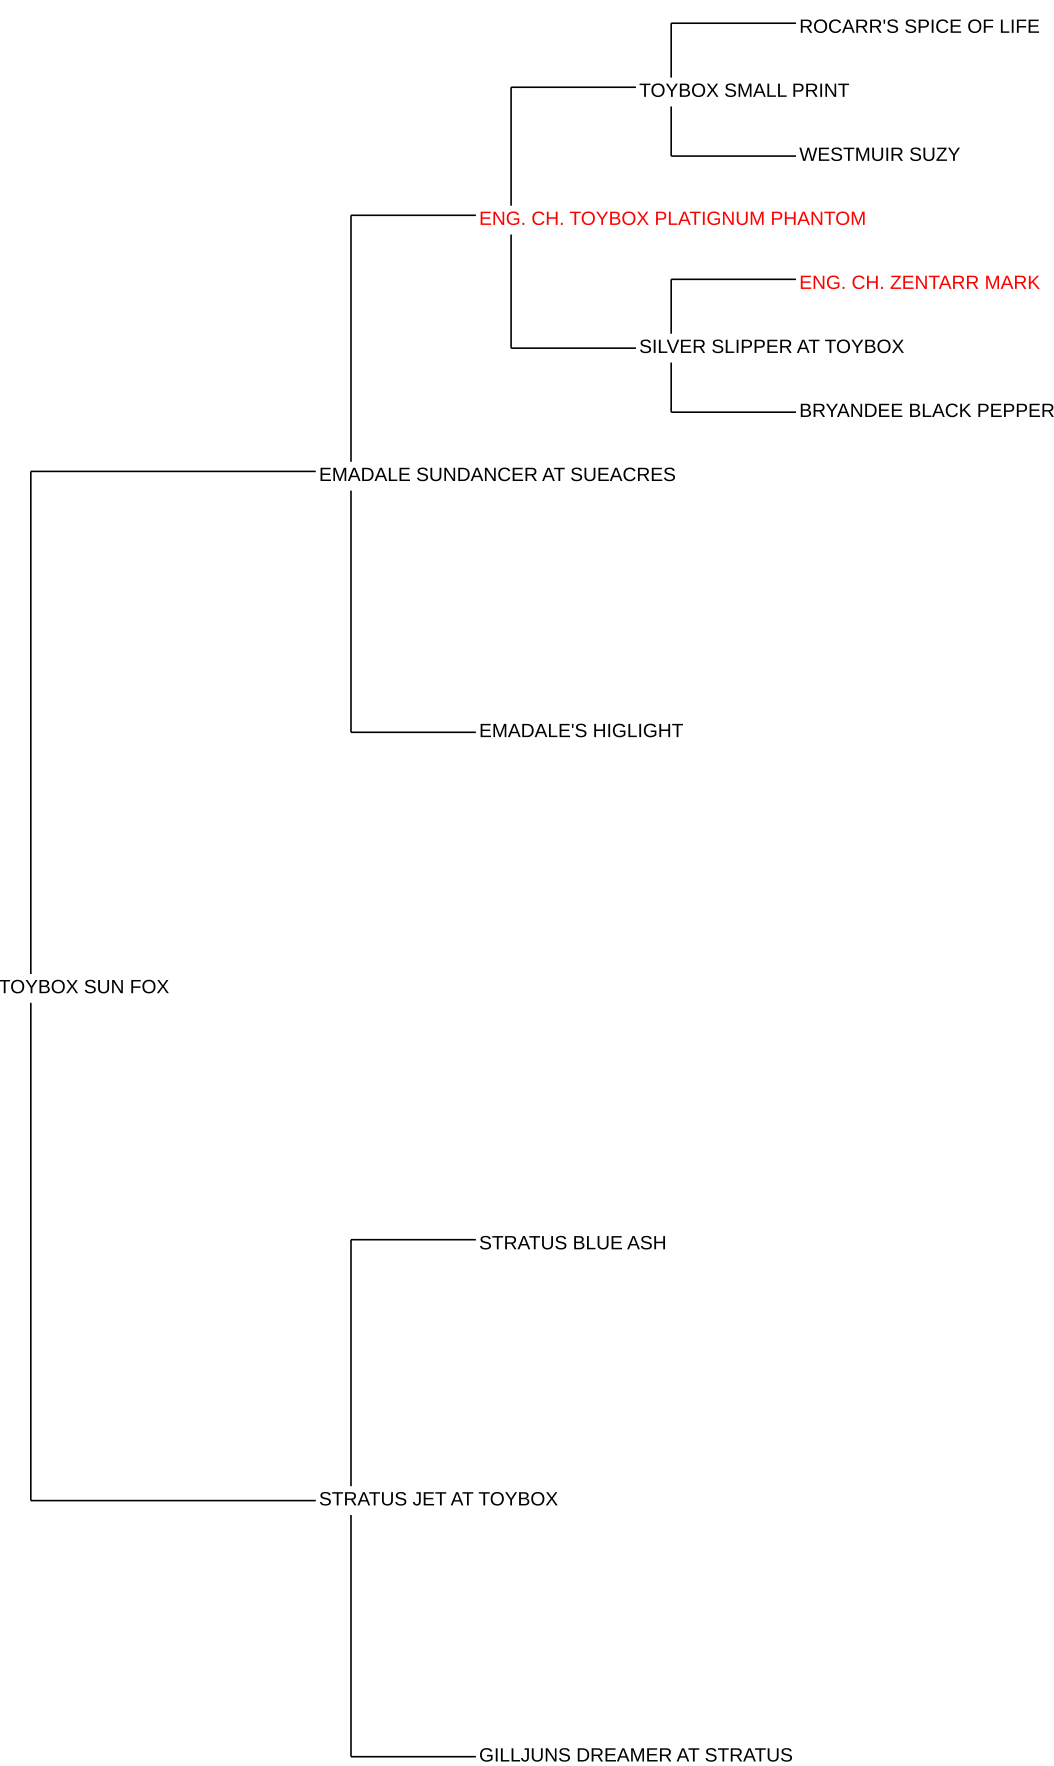 ROCARR'S SPICE OF LIFE
TOYBOX SMALL PRINT
WESTMUIR SUZY
ENG. CH. TOYBOX PLATIGNUM PHANTOM
ENG. CH. ZENTARR MARK
SILVER SLIPPER AT TOYBOX
BRYANDEE BLACK PEPPER
EMADALE SUNDANCER AT SUEACRES
EMADALE'S HIGLIGHT
TOYBOX SUN FOX
STRATUS BLUE ASH
STRATUS JET AT TOYBOX
GILLJUNS DREAMER AT STRATUS